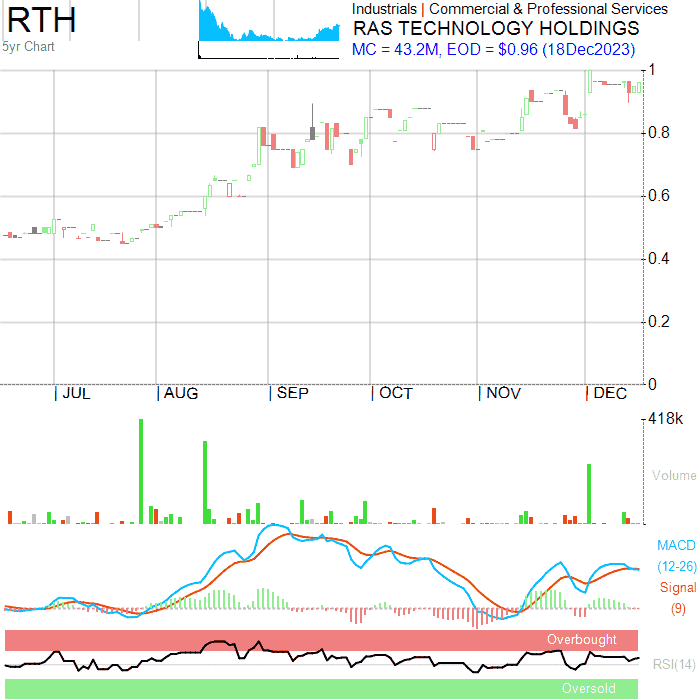 RTH
5yr Chart
Industrials | Commercial & Professional Services
RAS TECHNOLOGY HOLDINGS
MC = 43.2M, EOD = $0.96 (18Dec2023)
1
0.8
0.6
0.4
0.2
0
| JUL | AUG | SEP | OCT | NOV | DEC
418k
Volume
MACD
(12-26)
Signal
(9)
Overbought
RSI(14)
Oversold